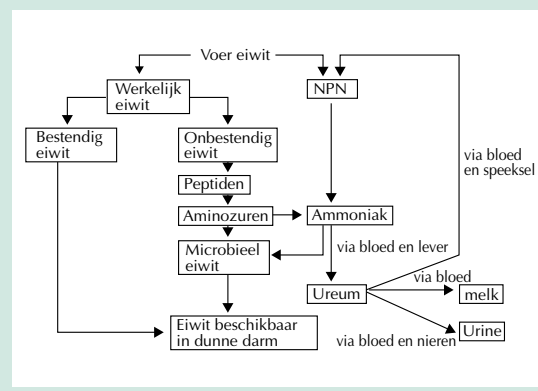 Voer eiwit
Werkelijk
eiwit
NPN
Bestendig
eiwit
Onbestendig
eiwit
via bloed
en speeksel
Peptiden
Aminozuren
Ammoniak
Microbieel
eiwit
via bloed en lever
via bloed
Ureum
melk
Eiwit beschikbaar
in dunne darm
via bloed en nieren
Urine